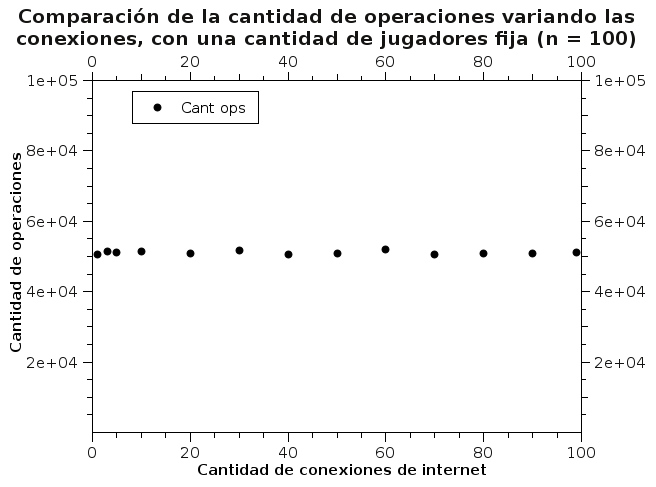 Comparación de la cantidad de operaciones variando las
conexiones, con una cantidad de jugadores fija (n = 100)
0 20 40 60 80 100
1e+05 1e+05
Cant ops
8e+04 8e+04
6e+04 6e+04
Cantidad de operaciones
4e+04 4e+04
2e+04 2e+04
0 20 40 60 80 100
Cantidad de conexiones de internet